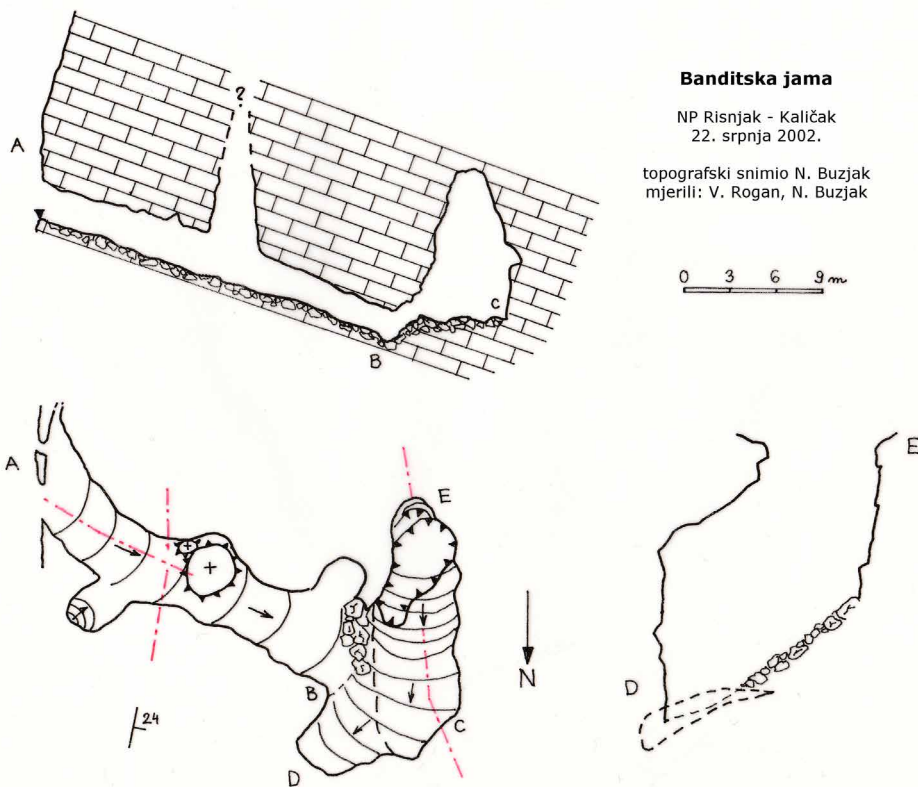 Banditska jama
NP Risnjak - Kaličak
22. srpnja 2002.
topografski snimio N. Buzjak
mjerili: V. Rogan, N. Buzjak
0 3 6 9 m
A
?
C
B
A
E
B
C
D
24
N
E
D